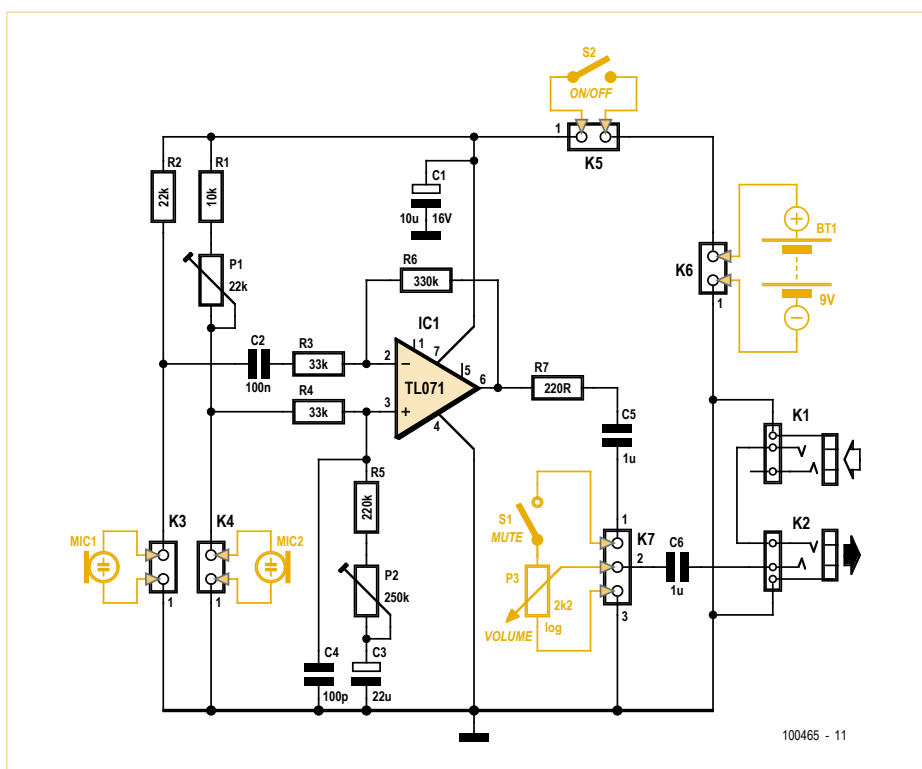 S2
ON/OFF
1
K5
R2
22k
R1
10k
C1
10u 16V
P1
22k
R6
330k
K6
1
+
BT1
9V
−
IC1
1
7
5
C2
100n
R3
33k
2
−
TL071
6
R4
33k
3
+
4
R7
220R
C5
1u
R5
220k
K1
S1
MUTE
1
K7
2
C6
1u
K2
MIC1
K3
1
K4
1
MIC2
P2
250k
P3
2k2
log
VOLUME
3
C4
100p
C3
22u
100465 - 11